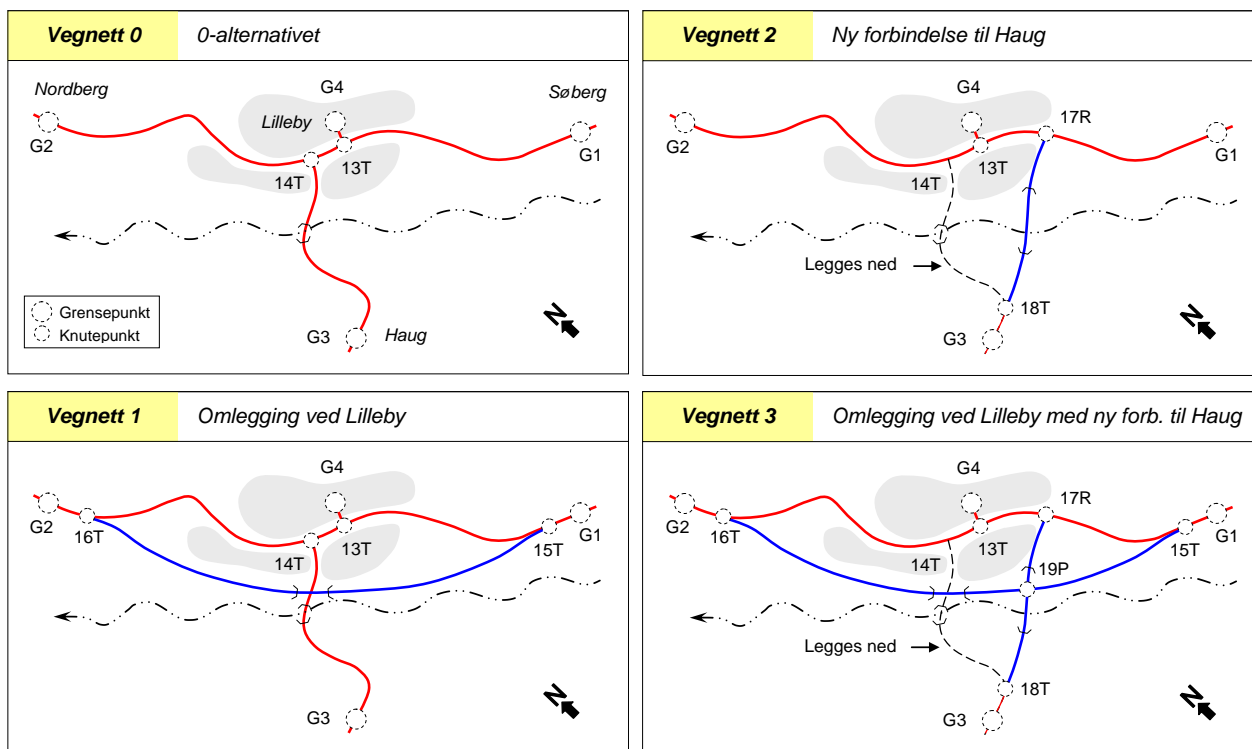 Vegnett 0 0-alternativet
Nordberg
G4
Søberg
Lilleby
G2
G1
13T
14T
Grensepunkt
Knutepunkt
G3
Haug
N
Vegnett 2 Ny forbindelse til Haug
G4
17R
G2
G1
13T
14T
Legges ned
18T
G3
N
Vegnett 1 Omlegging ved Lilleby
G4
G2
G1
16T
13T
15T
14T
G3
N
Vegnett 3 Omlegging ved Lilleby med ny forb. til Haug
G4
17R
G2
G1
16T
13T
15T
14T
19P
Legges ned
18T
G3
N